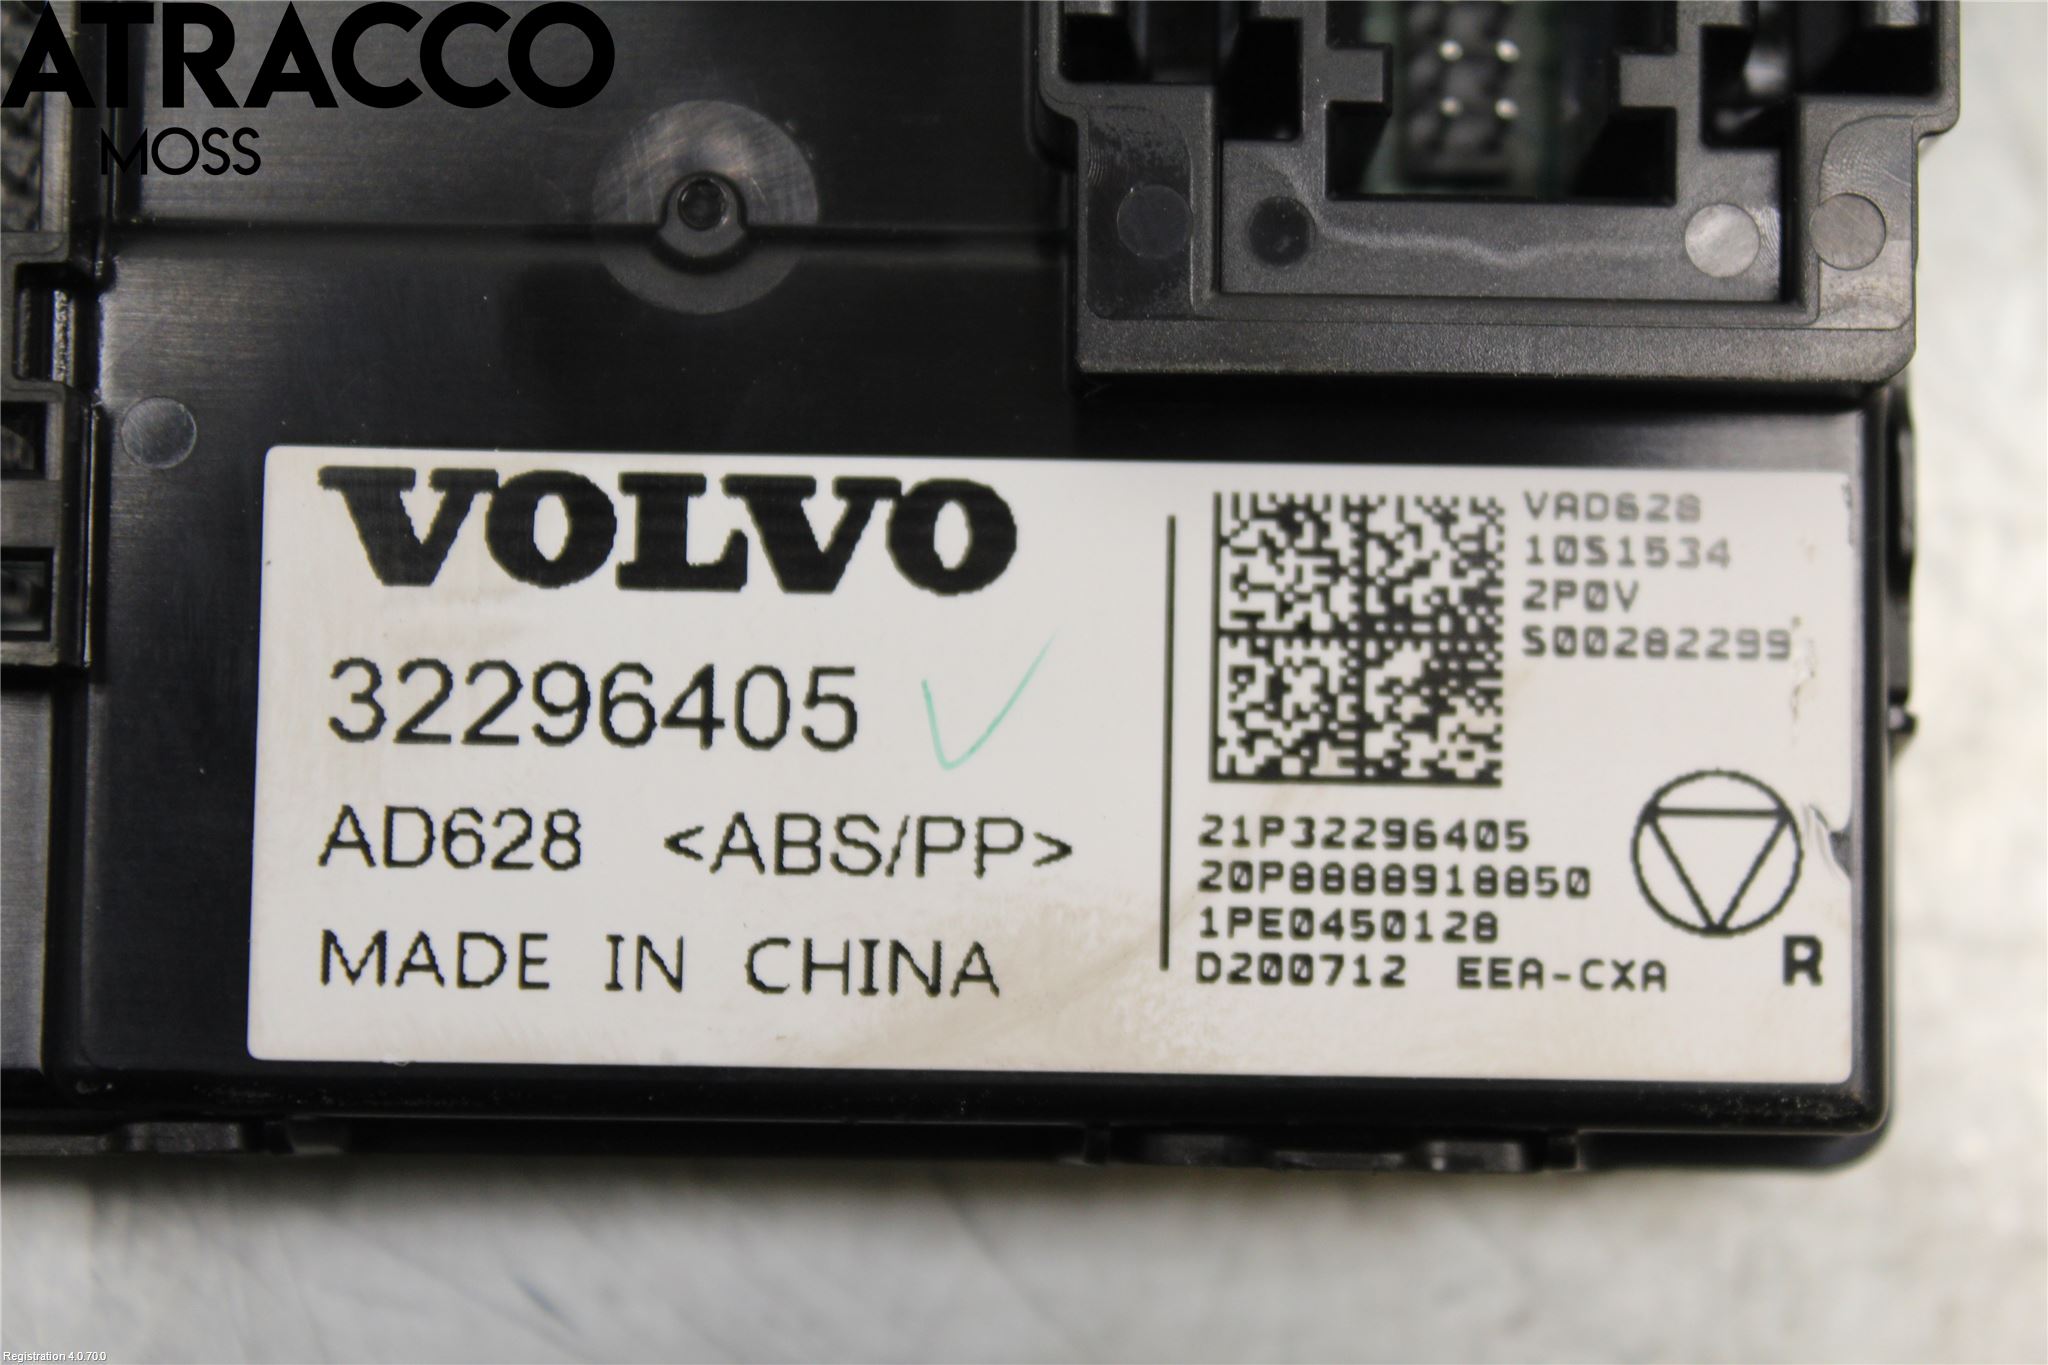 ATRACCO
MOSS
VOLVO
32296405
AD628 <ABS/PP>
MADE IN CHINA
VAD628
10S1534
2P0V
S00282299
21P32296405
20P8888918850
1PE0450128
D200712 EEA-CXA
R
Registration 4.0.70.0